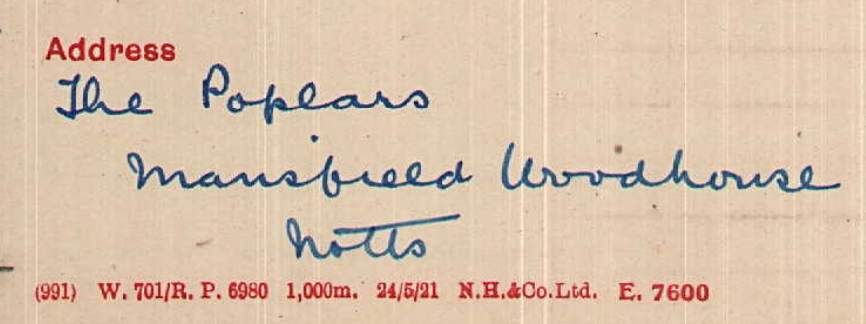 Address
The Poplars
Mansfield Woodhouse
Notts
(991) W. 701/R. P. 6980 1,000m. 24/5/21 N.H.&Co.Ltd. E. 7600